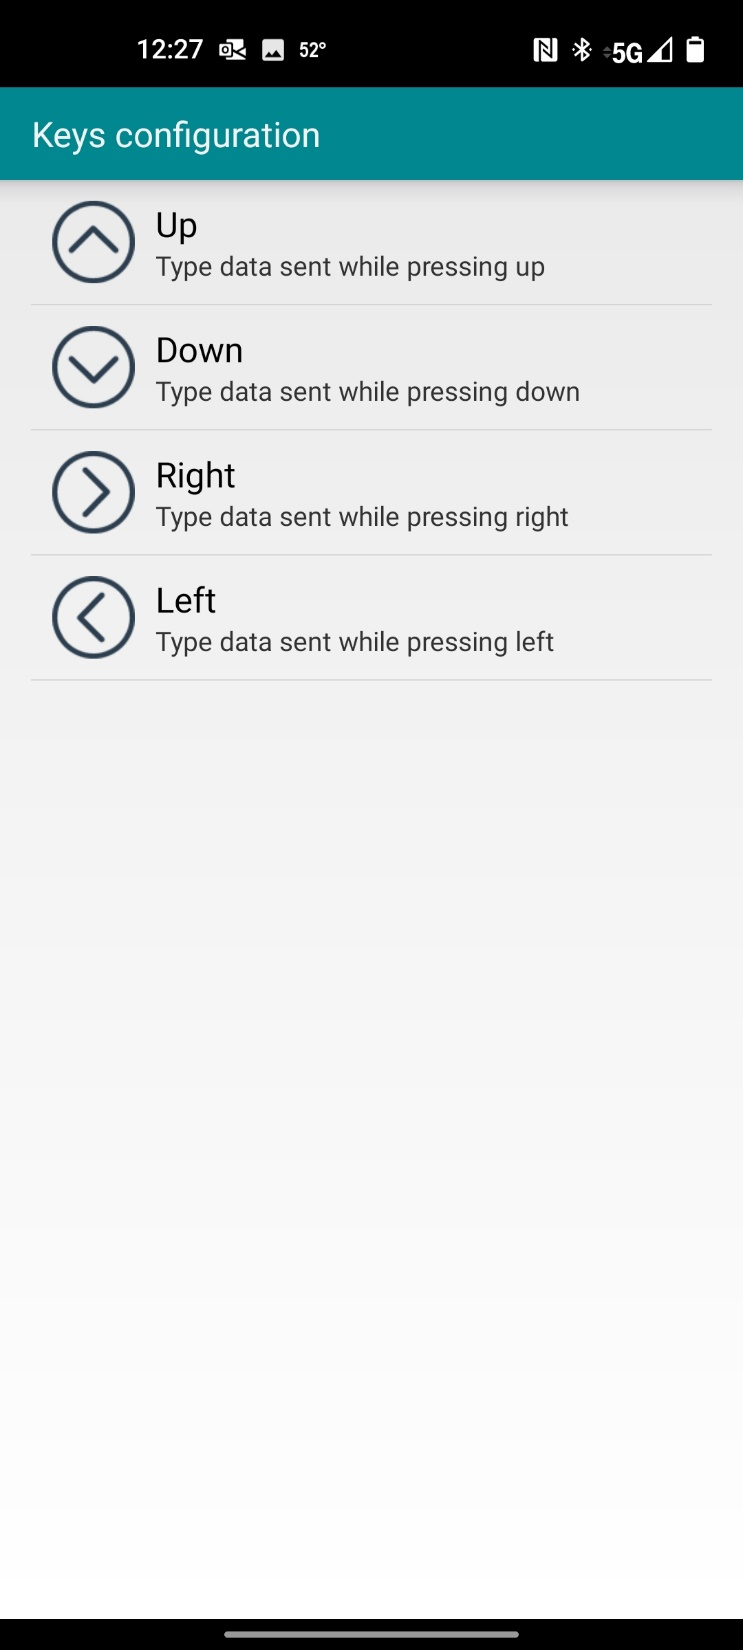 12:27 52° 5G
Keys configuration
Up
Type data sent while pressing up
Down
Type data sent while pressing down
Right
Type data sent while pressing right
Left
Type data sent while pressing left